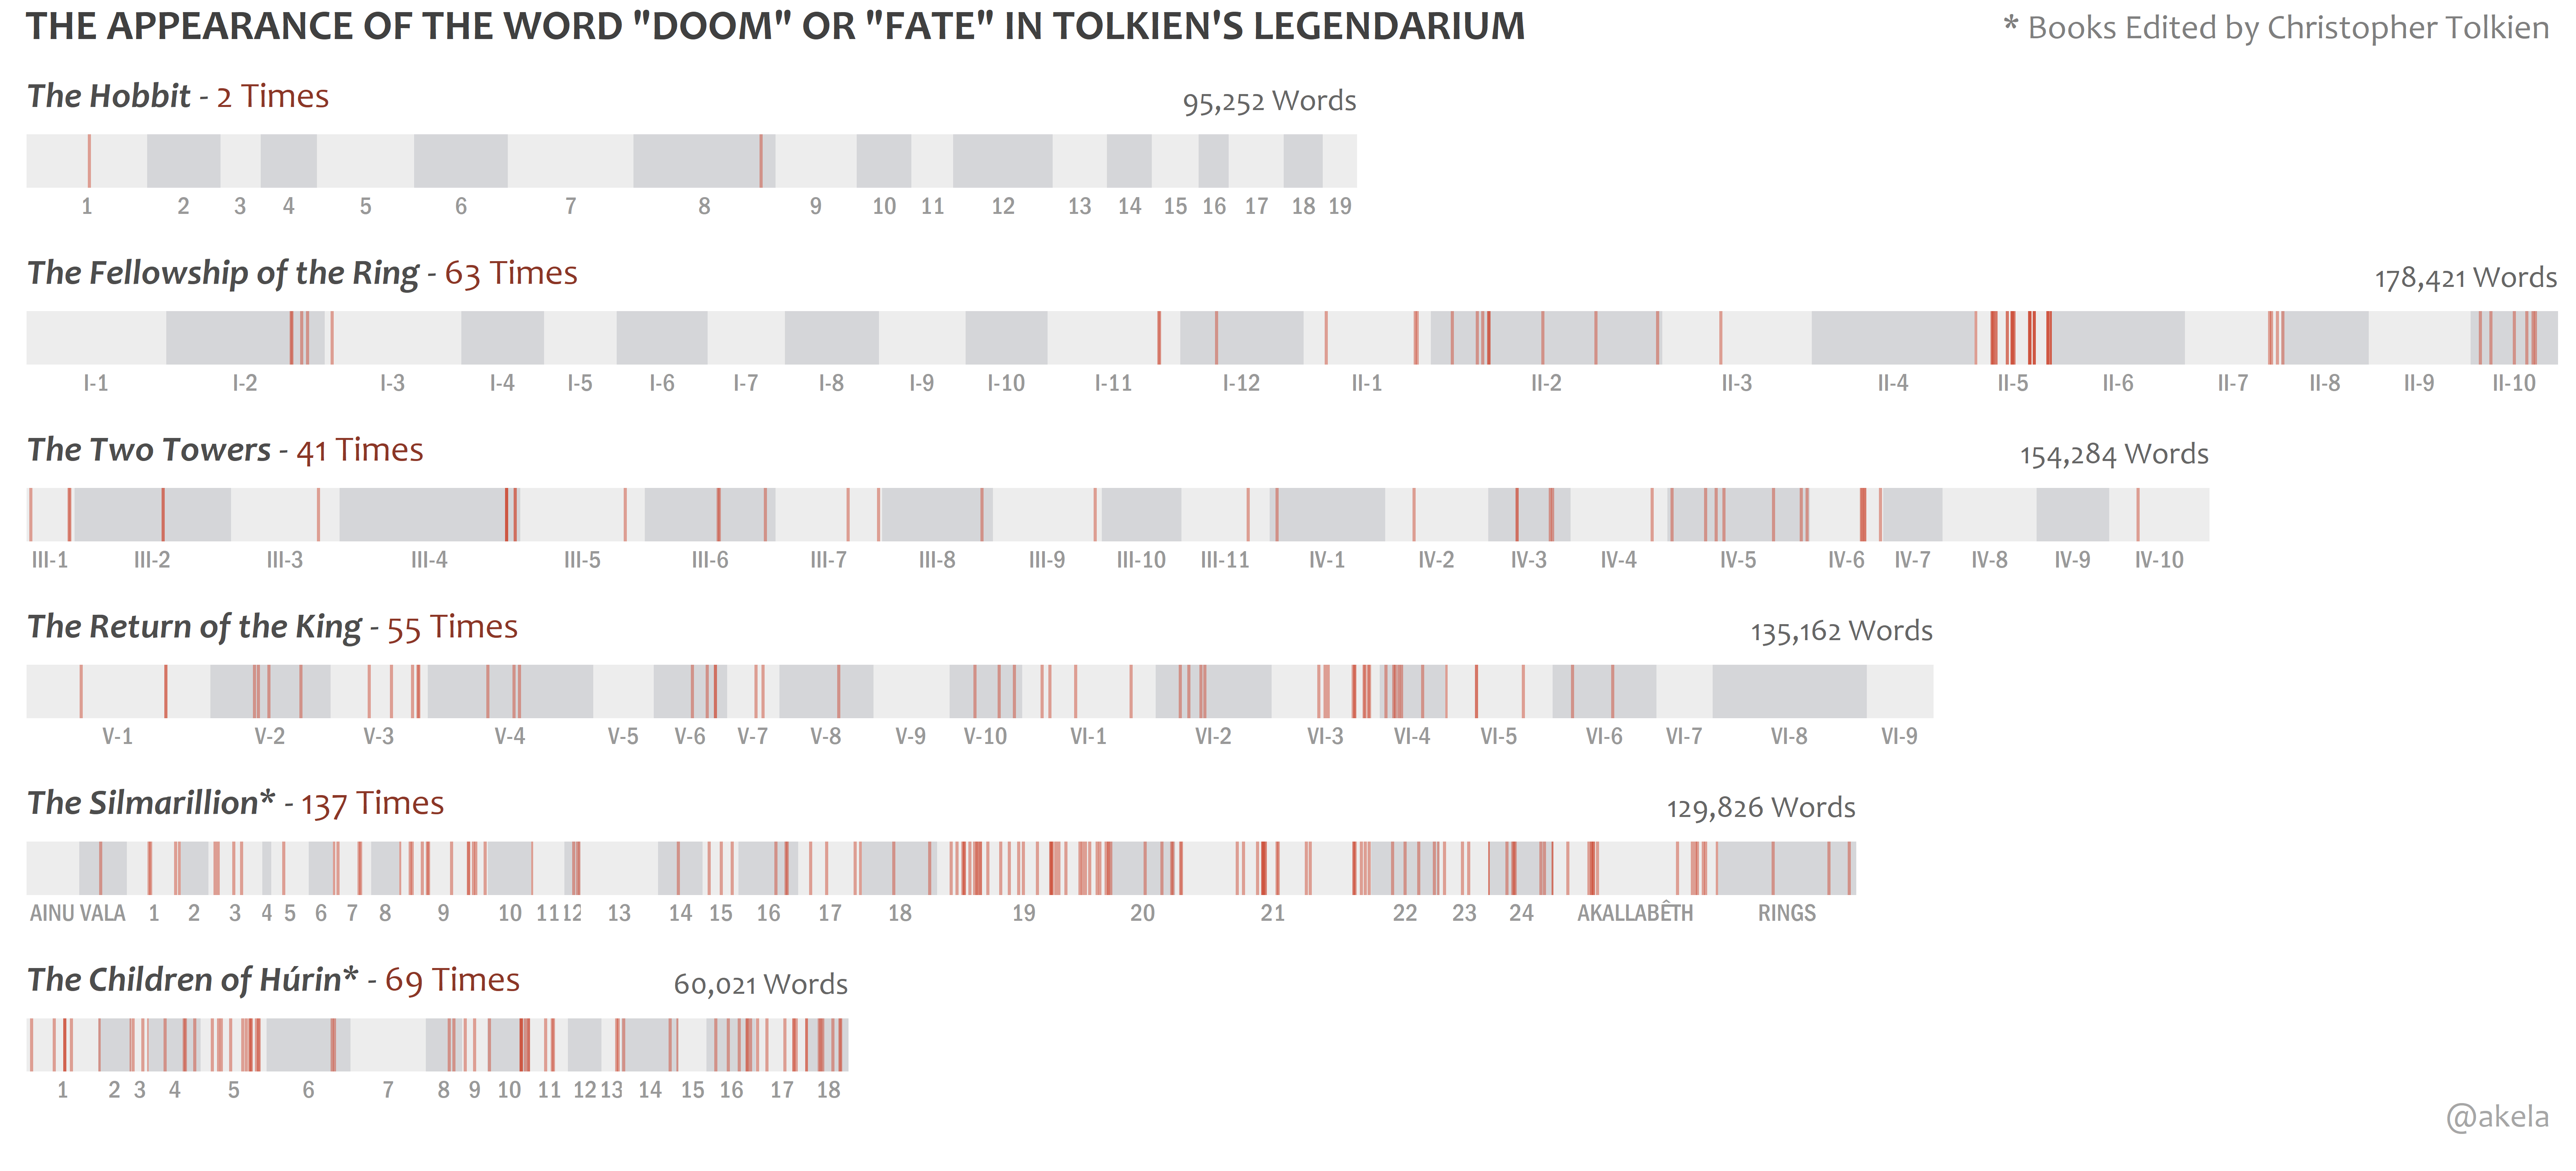 THE APPEARANCE OF THE WORD "DOOM" OR "FATE" IN TOLKIEN'S LEGENDARIUM
* Books Edited by Christopher Tolkien
The Hobbit - 2 Times
95,252 Words
1 2 3 4 5 6 7 8 9 10 11 12 13 14 15 16 17 18 19
The Fellowship of the Ring - 63 Times
178,421 Words
I-1 I-2 I-3 I-4 I-5 I-6 I-7 I-8 I-9 I-10 I-11 I-12 II-1 II-2 II-3 II-4 II-5 II-6 II-7 II-8 II-9 II-10
The Two Towers - 41 Times
154,284 Words
III-1 III-2 III-3 III-4 III-5 III-6 III-7 III-8 III-9 III-10 III-11 IV-1 IV-2 IV-3 IV-4 IV-5 IV-6 IV-7 IV-8 IV-9 IV-10
The Return of the King - 55 Times
135,162 Words
V-1 V-2 V-3 V-4 V-5 V-6 V-7 V-8 V-9 V-10 VI-1 VI-2 VI-3 VI-4 VI-5 VI-6 VI-7 VI-8 VI-9
The Silmarillion* - 137 Times
129,826 Words
AINU VALA 1 2 3 4 5 6 7 8 9 10 11 12 13 14 15 16 17 18 19 20 21 22 23 24 AKALLABÊTH RINGS
The Children of Húrin* - 69 Times
60,021 Words
1 2 3 4 5 6 7 8 9 10 11 12 13 14 15 16 17 18
@akela